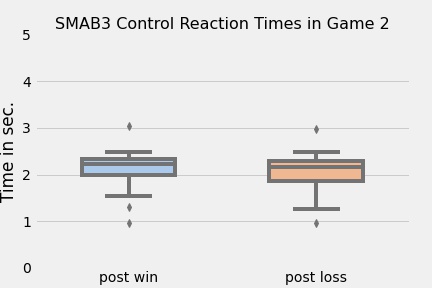 SMAB3 Control Reaction Times in Game 2
Time in sec.
5
4
3
2
1
0
post win
post loss